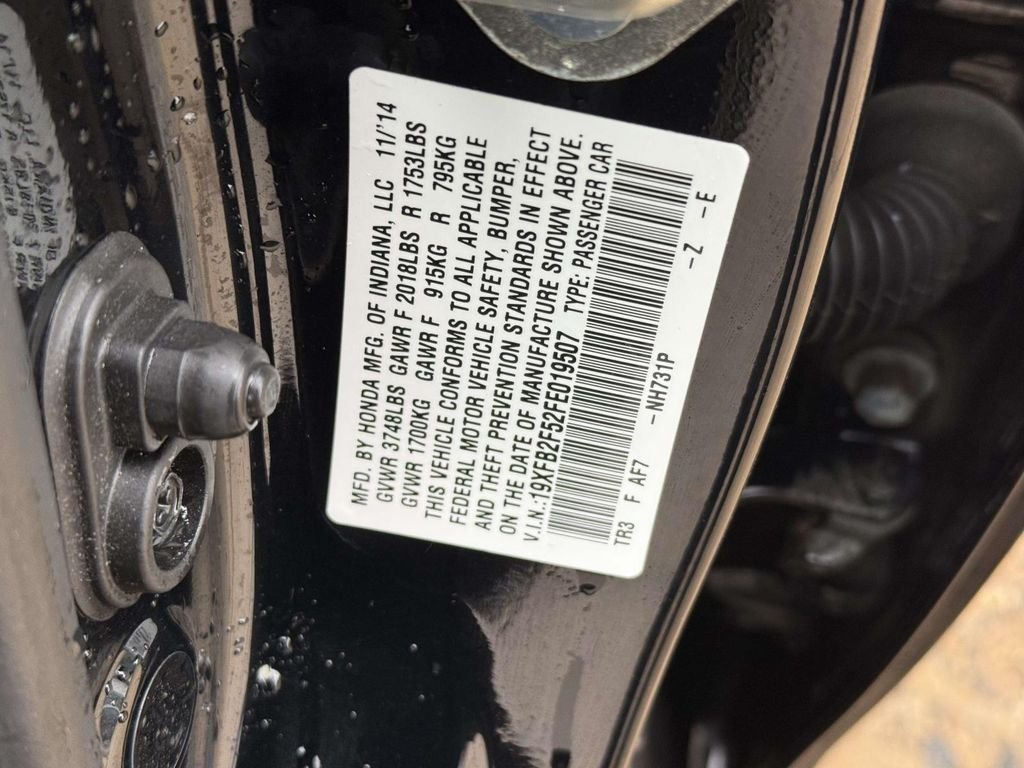 MFD. BY HONDA MFG. OF INDIANA, LLC 11/'14
GVWR 3748LBS GAWR F 2018LBS R 1753LBS
GVWR 1700KG GAWR F 915KG R 795KG
THIS VEHICLE CONFORMS TO ALL APPLICABLE
FEDERAL MOTOR VEHICLE SAFETY, BUMPER,
AND THEFT PREVENTION STANDARDS IN EFFECT
ON THE DATE OF MANUFACTURE SHOWN ABOVE.
V.I.N.:19XFB2F52FE019507 TYPE: PASSENGER CAR
TR3 F AF7 -NH731P -Z -E